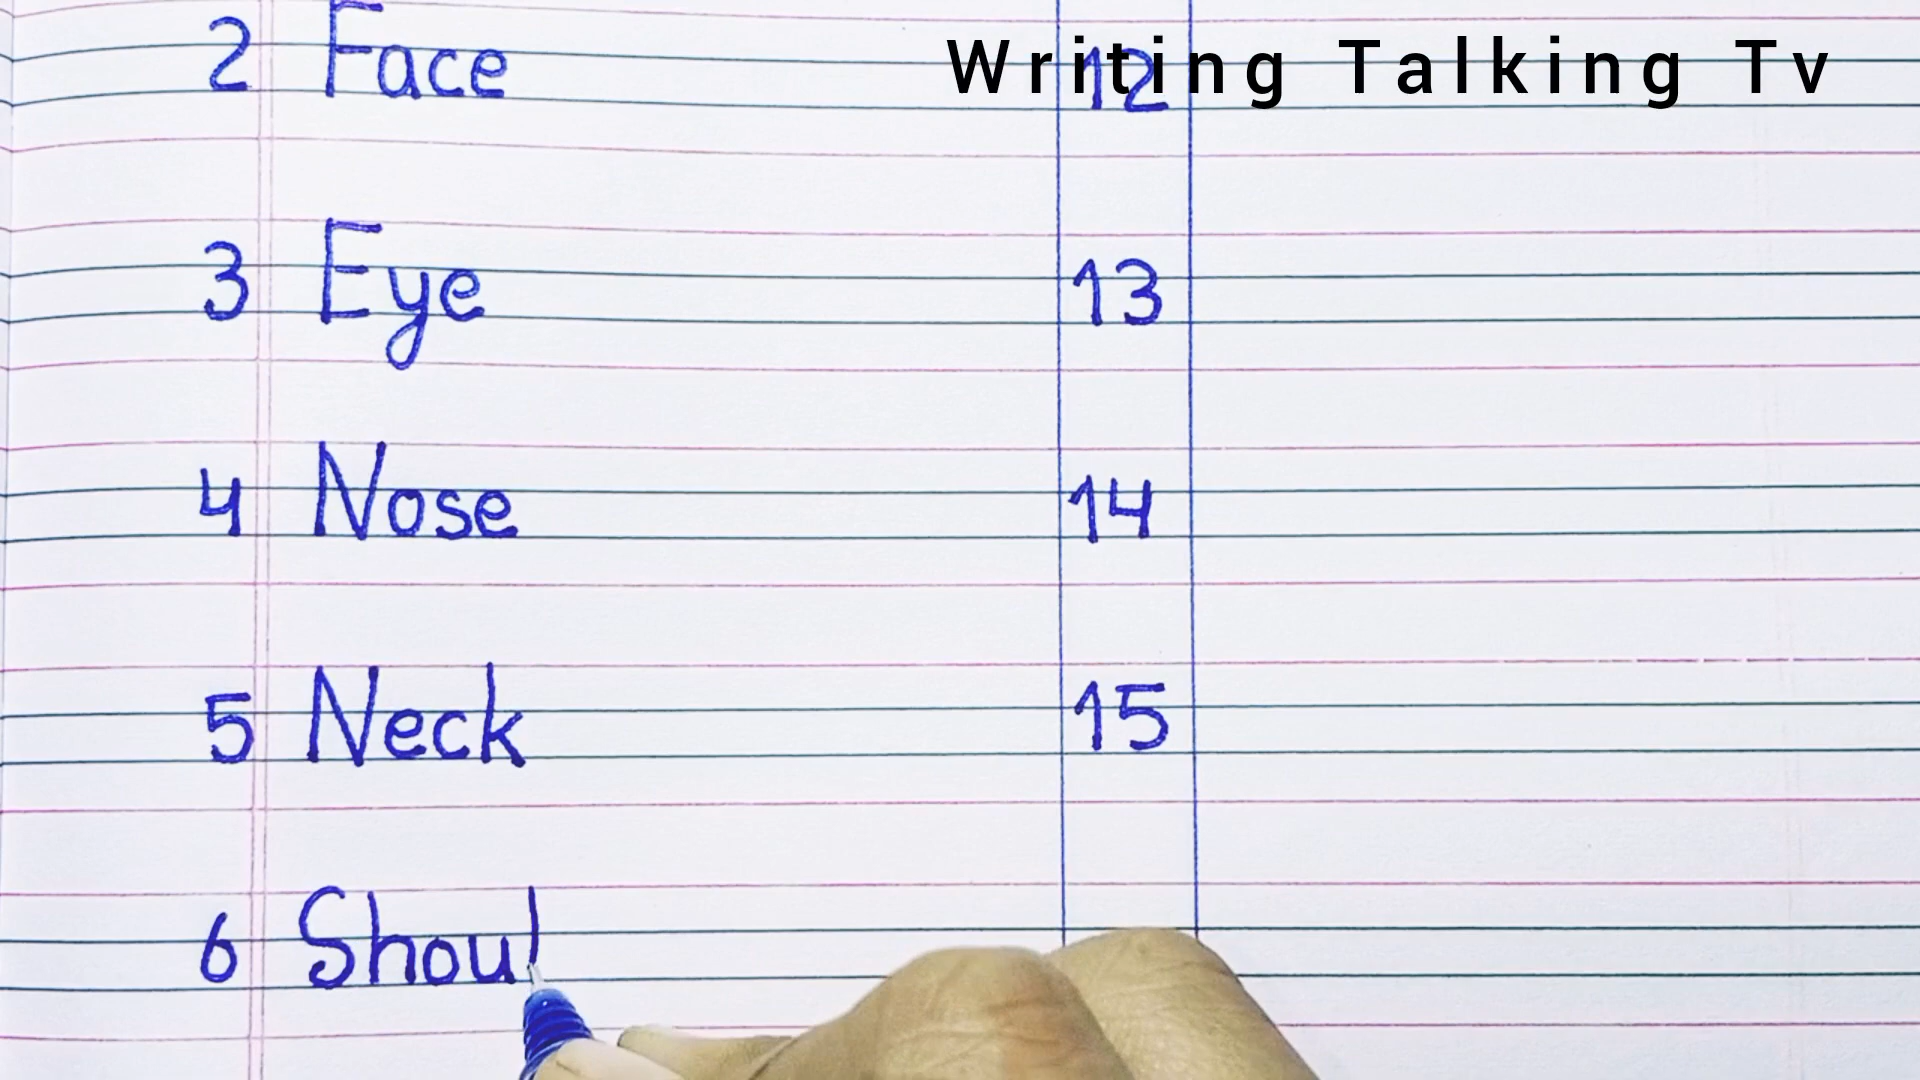 Writing Talking Tv
2 Face 12
3 Eye 13
4 Nose 14
5 Neck 15
6 Shoul